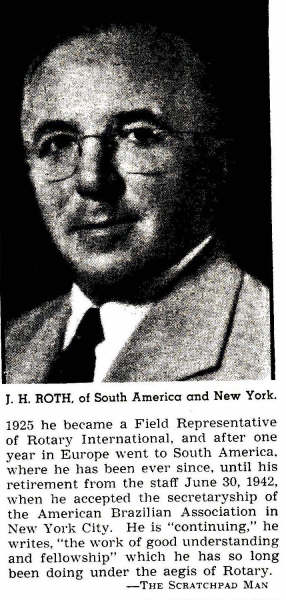 J. H. ROTH, of South America and New York.
1925 he became a Field Representative
of Rotary International, and after one
year in Europe went to South America,
where he has been ever since, until his
retirement from the staff June 30, 1942,
when he accepted the secretaryship of
the American Brazilian Association in
New York City. He is "continuing," he
writes, "the work of good understanding
and fellowship" which he has so long
been doing under the aegis of Rotary.
—THE SCRATCHPAD MAN